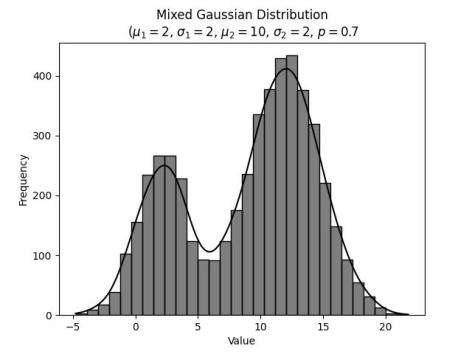 Mixed Gaussian Distribution
(μ₁ = 2, σ₁ = 2, μ₂ = 10, σ₂ = 2, p = 0.7
400
300
200
100
0
Frequency
−5 0 5 10 15 20
Value